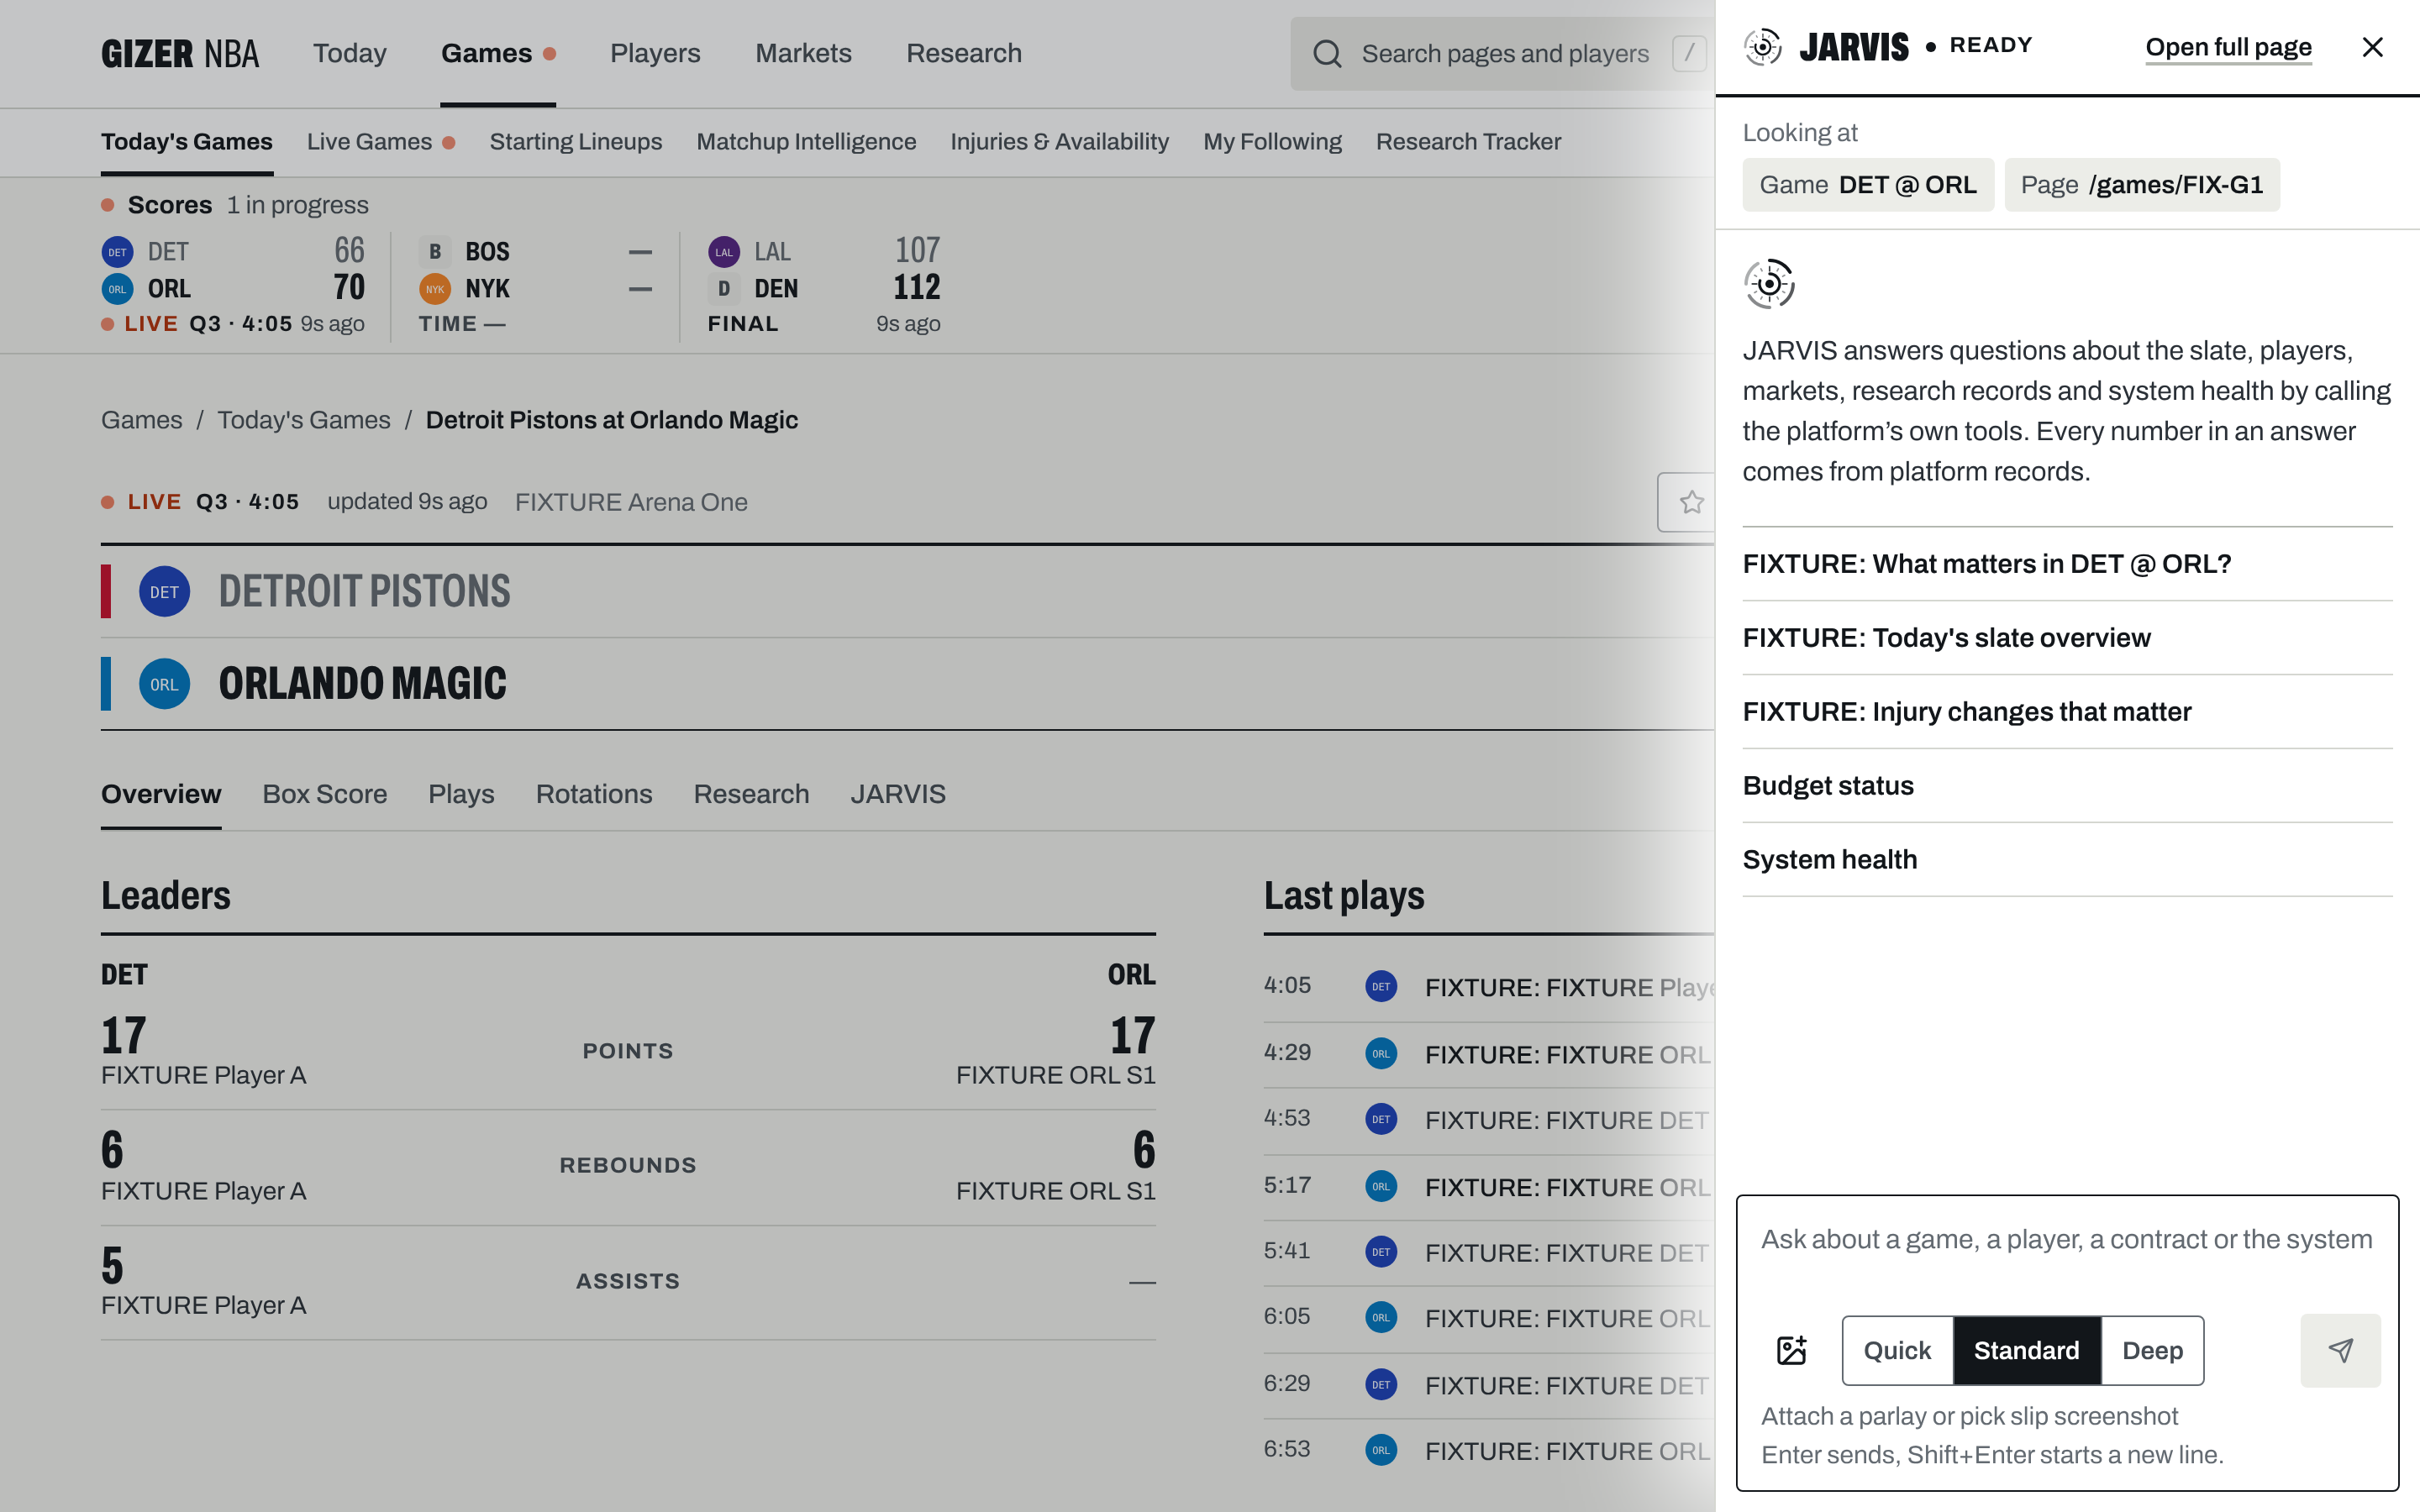 GIZER NBA Today Games Players Markets Research Search pages and players /
Today's Games Live Games Starting Lineups Matchup Intelligence Injuries & Availability My Following Research Tracker
Scores 1 in progress
DET DET 66
ORL ORL 70
LIVE Q3 · 4:05 9s ago
B BOS —
NYK NYK —
TIME —
LAL LAL 107
D DEN 112
FINAL 9s ago
Games / Today's Games / Detroit Pistons at Orlando Magic
LIVE Q3 · 4:05 updated 9s ago FIXTURE Arena One
DET DETROIT PISTONS
ORL ORLANDO MAGIC
Overview Box Score Plays Rotations Research JARVIS
Leaders
DET ORL
17 POINTS 17
FIXTURE Player A FIXTURE ORL S1
6 REBOUNDS 6
FIXTURE Player A FIXTURE ORL S1
5 ASSISTS —
FIXTURE Player A
Last plays
4:05 DET FIXTURE: FIXTURE
4:29 ORL FIXTURE: FIXTURE ORL
4:53 DET FIXTURE: FIXTURE DET
5:17 ORL FIXTURE: FIXTURE ORL
5:41 DET FIXTURE: FIXTURE DET
6:05 ORL FIXTURE: FIXTURE ORL
6:29 DET FIXTURE: FIXTURE DET
6:53 ORL FIXTURE: FIXTURE ORL
JARVIS • READY Open full page
Looking at
Game DET @ ORL Page /games/FIX-G1
JARVIS answers questions about the slate, players,
markets, research records and system health by calling
the platform’s own tools. Every number in an answer
comes from platform records.
FIXTURE: What matters in DET @ ORL?
FIXTURE: Today's slate overview
FIXTURE: Injury changes that matter
Budget status
System health
Ask about a game, a player, a contract or the system
Quick Standard Deep
Attach a parlay or pick slip screenshot
Enter sends, Shift+Enter starts a new line.